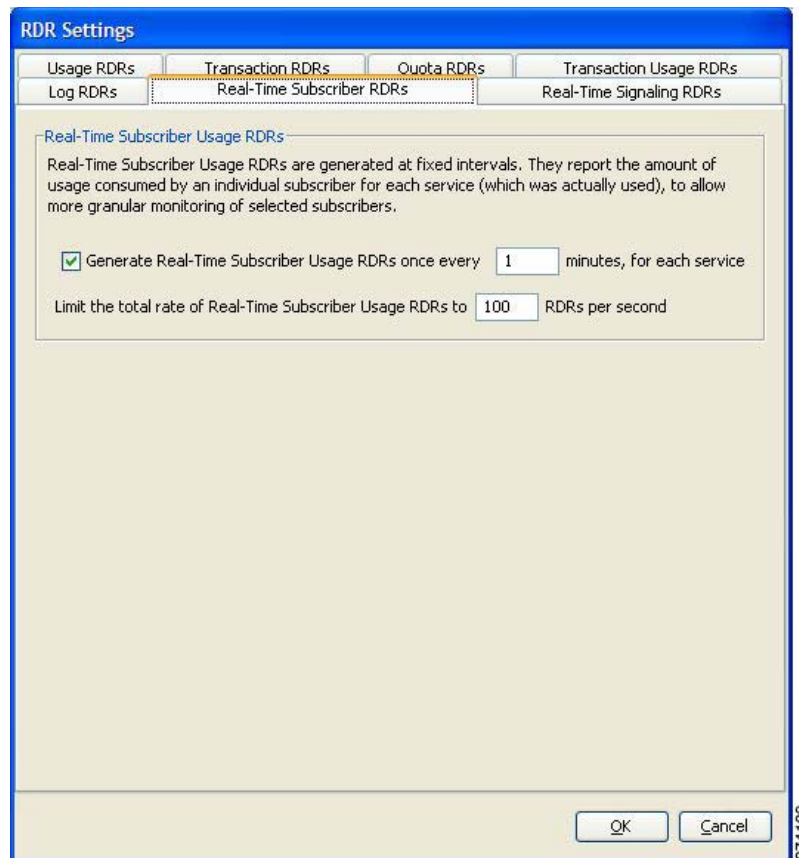 RDR Settings
Usage RDRs Transaction RDRs Quota RDRs Transaction Usage RDRs
Log RDRs Real-Time Subscriber RDRs Real-Time Signaling RDRs
Real-Time Subscriber Usage RDRs
Real-Time Subscriber Usage RDRs are generated at fixed intervals. They report the amount of
usage consumed by an individual subscriber for each service (which was actually used), to allow
more granular monitoring of selected subscribers.
Generate Real-Time Subscriber Usage RDRs once every 1 minutes, for each service
Limit the total rate of Real-Time Subscriber Usage RDRs to 100 RDRs per second
OK Cancel